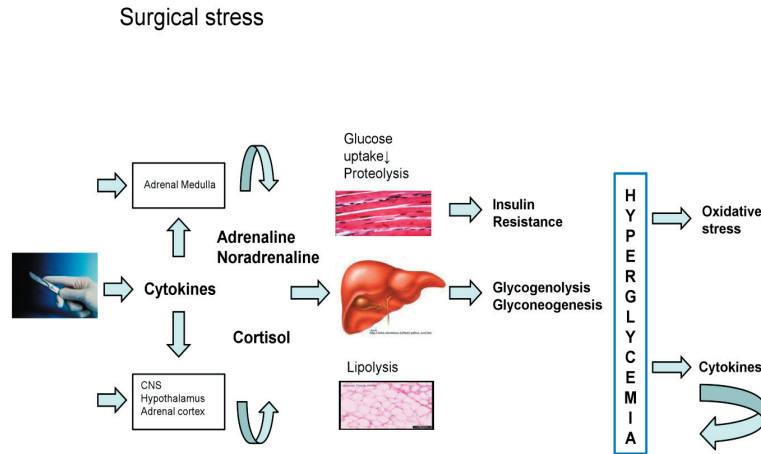 Surgical stress
Glucose
uptake↓
Proteolysis
Adrenal Medulla
Insulin
Resistance
Adrenaline
Noradrenaline
HYPERGLYCEMIA
Oxidative
stress
Cytokines
Glycogenolysis
Glyconeogenesis
Cortisol
Lipolysis
Cytokines
CNS
Hypothalamus
Adrenal cortex